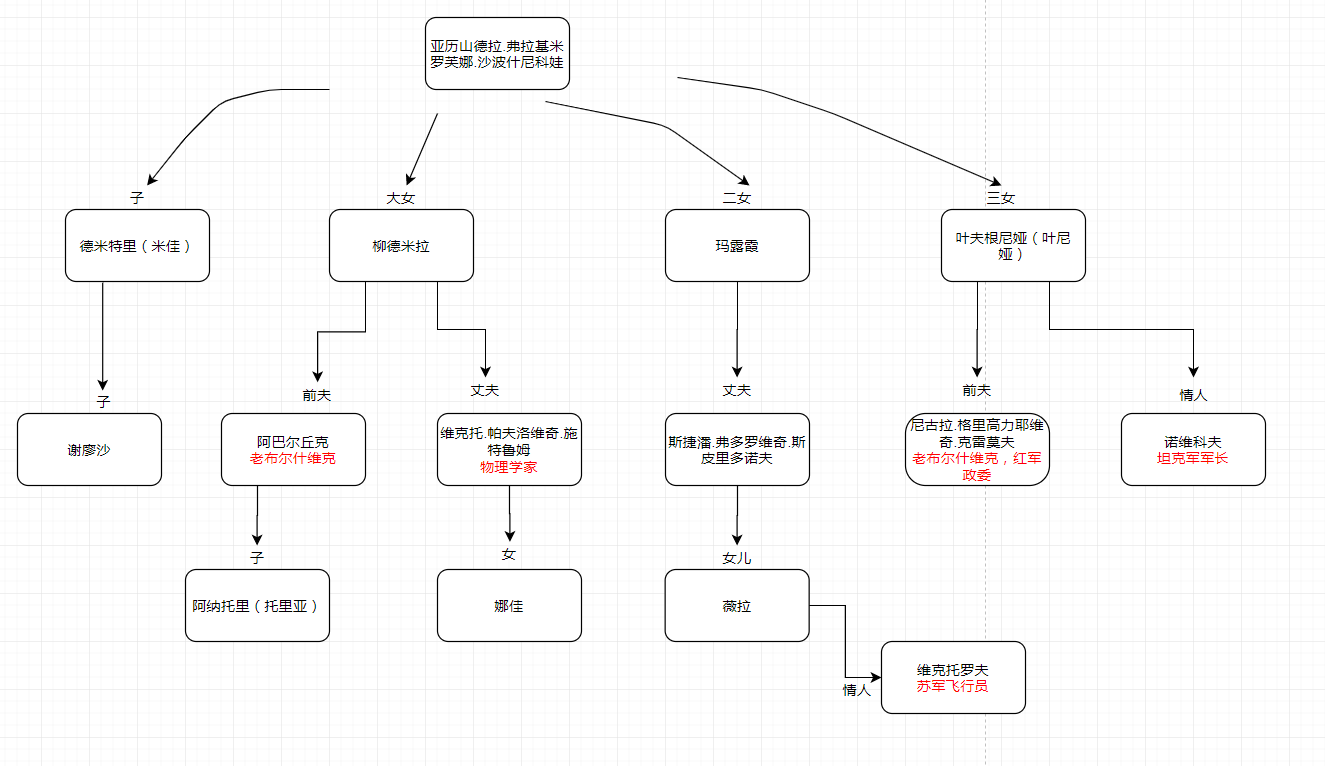 亚历山德拉.弗拉基米
罗芙娜.沙波什尼科娃
子
大女
二女
三女
德米特里（米佳）
柳德米拉
玛露霞
叶夫根尼娅（叶尼
娅）
子
前夫
丈夫
丈夫
前夫
情人
谢廖沙
阿巴尔丘克
老布尔什维克
维克托.帕夫洛维奇.施
特鲁姆
物理学家
斯捷潘.弗多罗维奇.斯
皮里多诺夫
尼古拉.格里高力耶维
奇.克雷莫夫
老布尔什维克，红军
政委
诺维科夫
坦克军军长
子
女
女儿
阿纳托里（托里亚）
娜佳
薇拉
情人
维克托罗夫
苏军飞行员